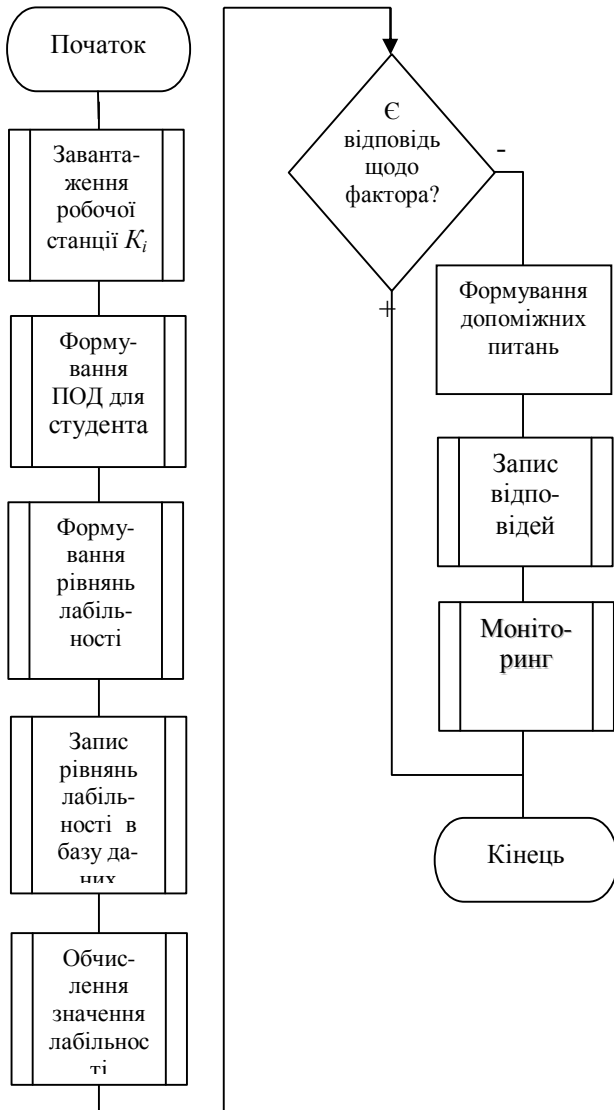 Початок
Заванта-
ження
робочої
станції Kᵢ
Форму-
вання
ПОД для
студента
Форму-
вання
рівнянь
лабіль-
ності
Запис
рівнянь
лабіль-
ності в
базу да-
них
Обчис-
лення
значення
лабільнос
ті
Є
відповідь
щодо
фактора?
-
+
Формування
допоміжних
питань
Запис
відпо-
відей
Моніто-
ринг
Кінець